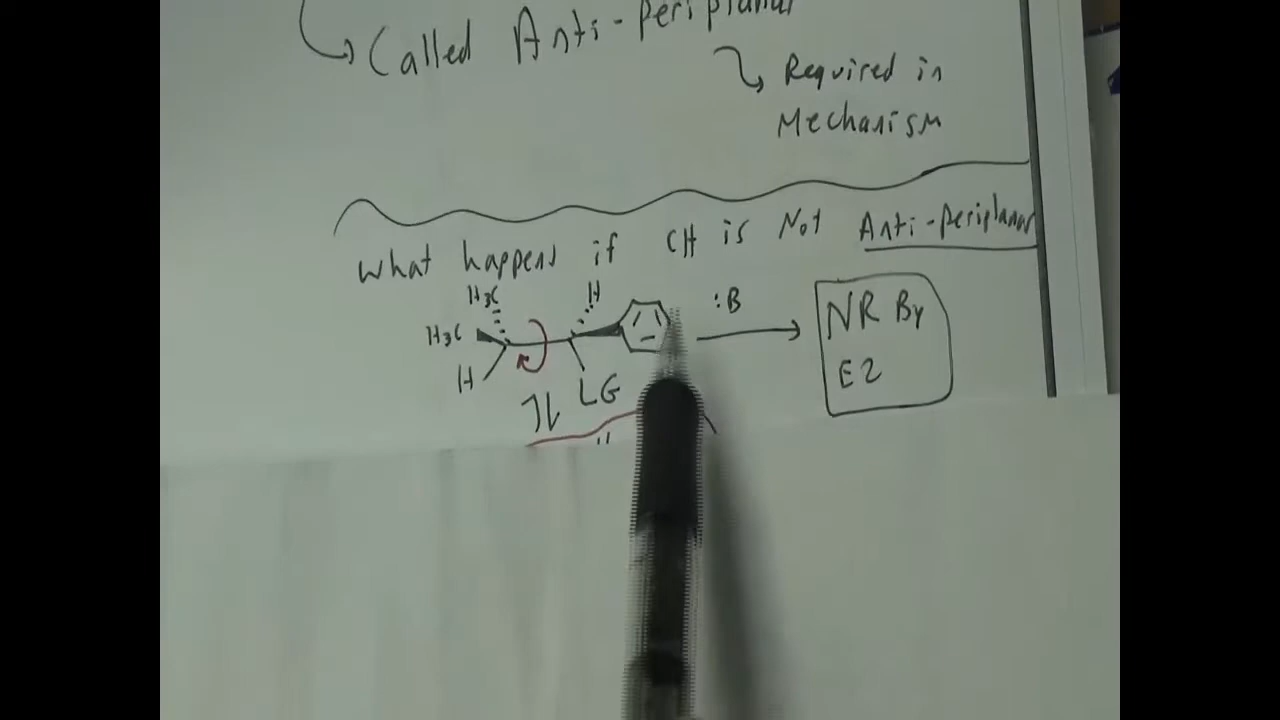 Called Anti-Periplanar
Required in
Mechanism
What happens if CH is Not Anti-Periplanar
H₃C
H
:B
NR By
H₃C
E2
H
LG